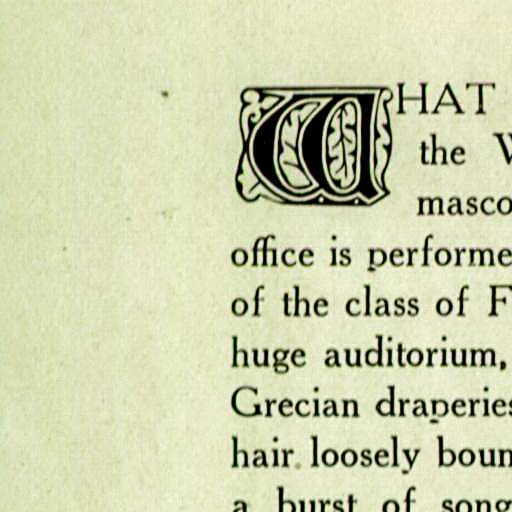 WHAT
the W
masco
office is performe
of the class of F
huge auditorium,
Grecian draperies
hair loosely boun
a burst of song